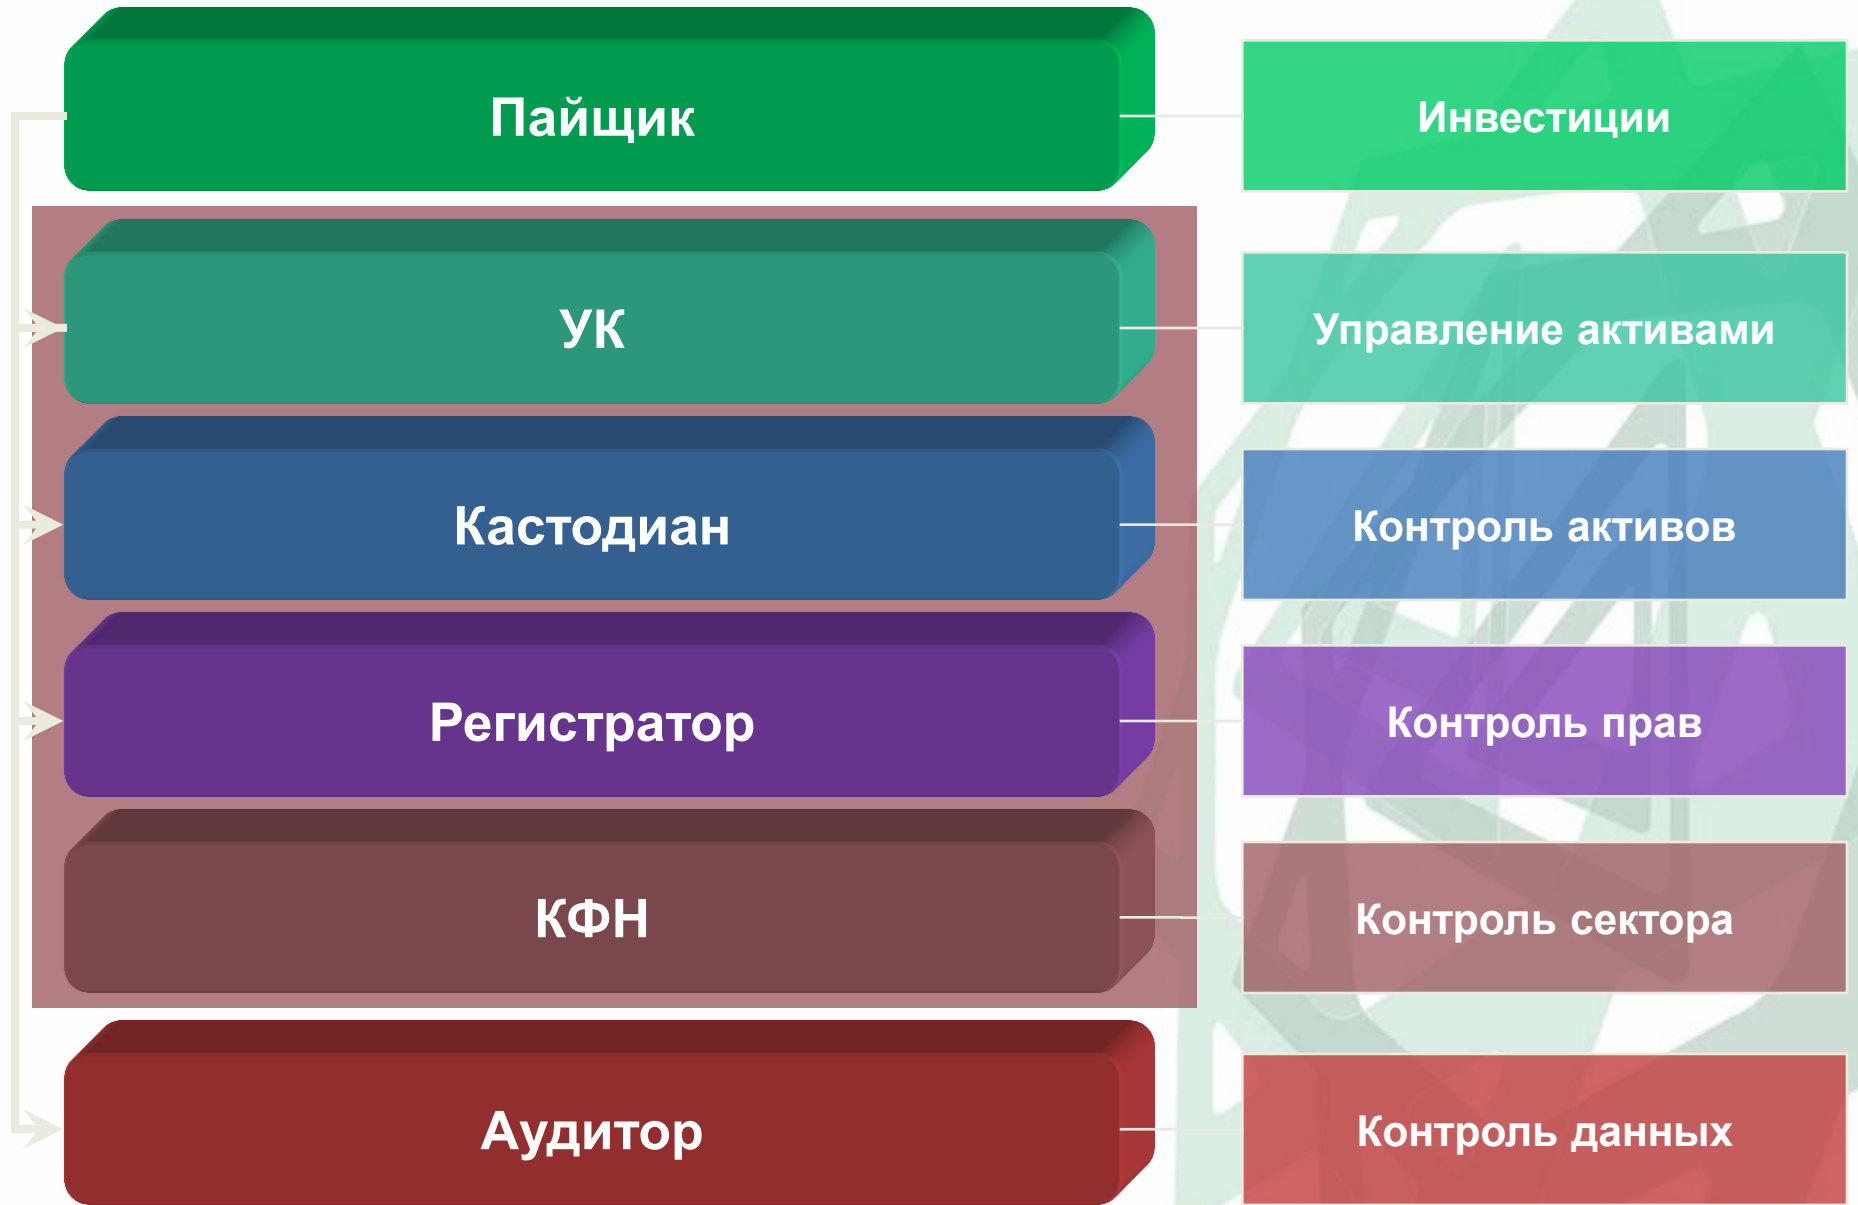 Пайщик
Инвестиции
УК
Управление активами
Кастодиан
Контроль активов
Регистратор
Контроль прав
КФН
Контроль сектора
Аудитор
Контроль данных